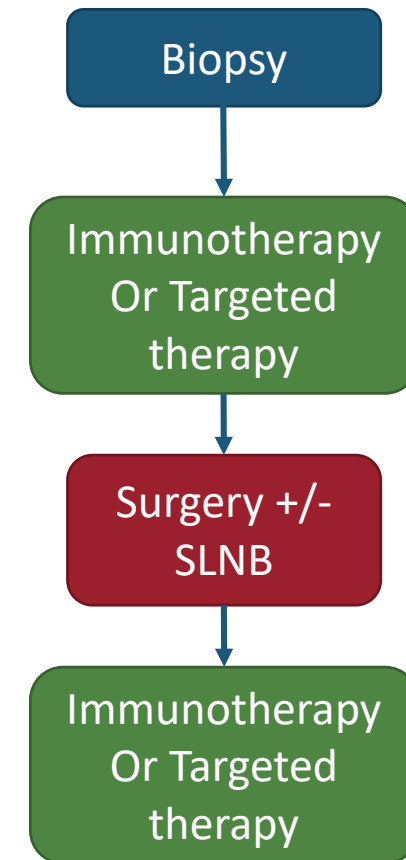 Biopsy
Immunotherapy
Or Targeted
therapy
Surgery +/-
SLNB
Immunotherapy
Or Targeted
therapy